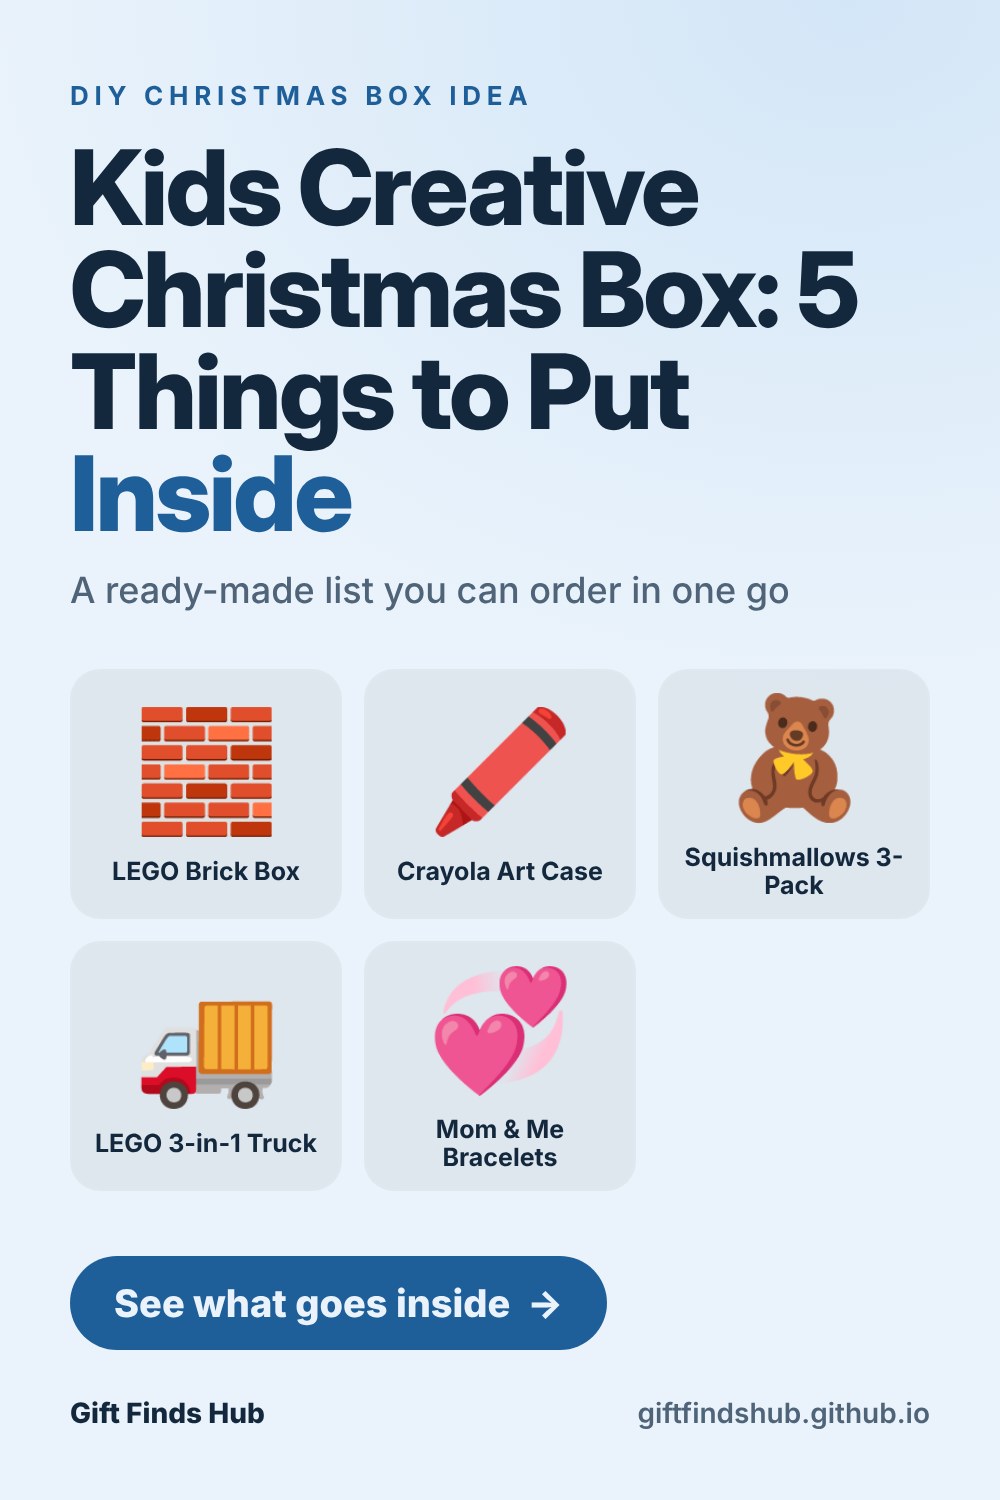 DIY CHRISTMAS BOX IDEA
Kids Creative
Christmas Box: 5
Things to Put
Inside
A ready-made list you can order in one go
LEGO Brick Box
Crayola Art Case
Squishmallows 3-
Pack
LEGO 3-in-1 Truck
Mom & Me
Bracelets
See what goes inside →
Gift Finds Hub
giftfindshub.github.io